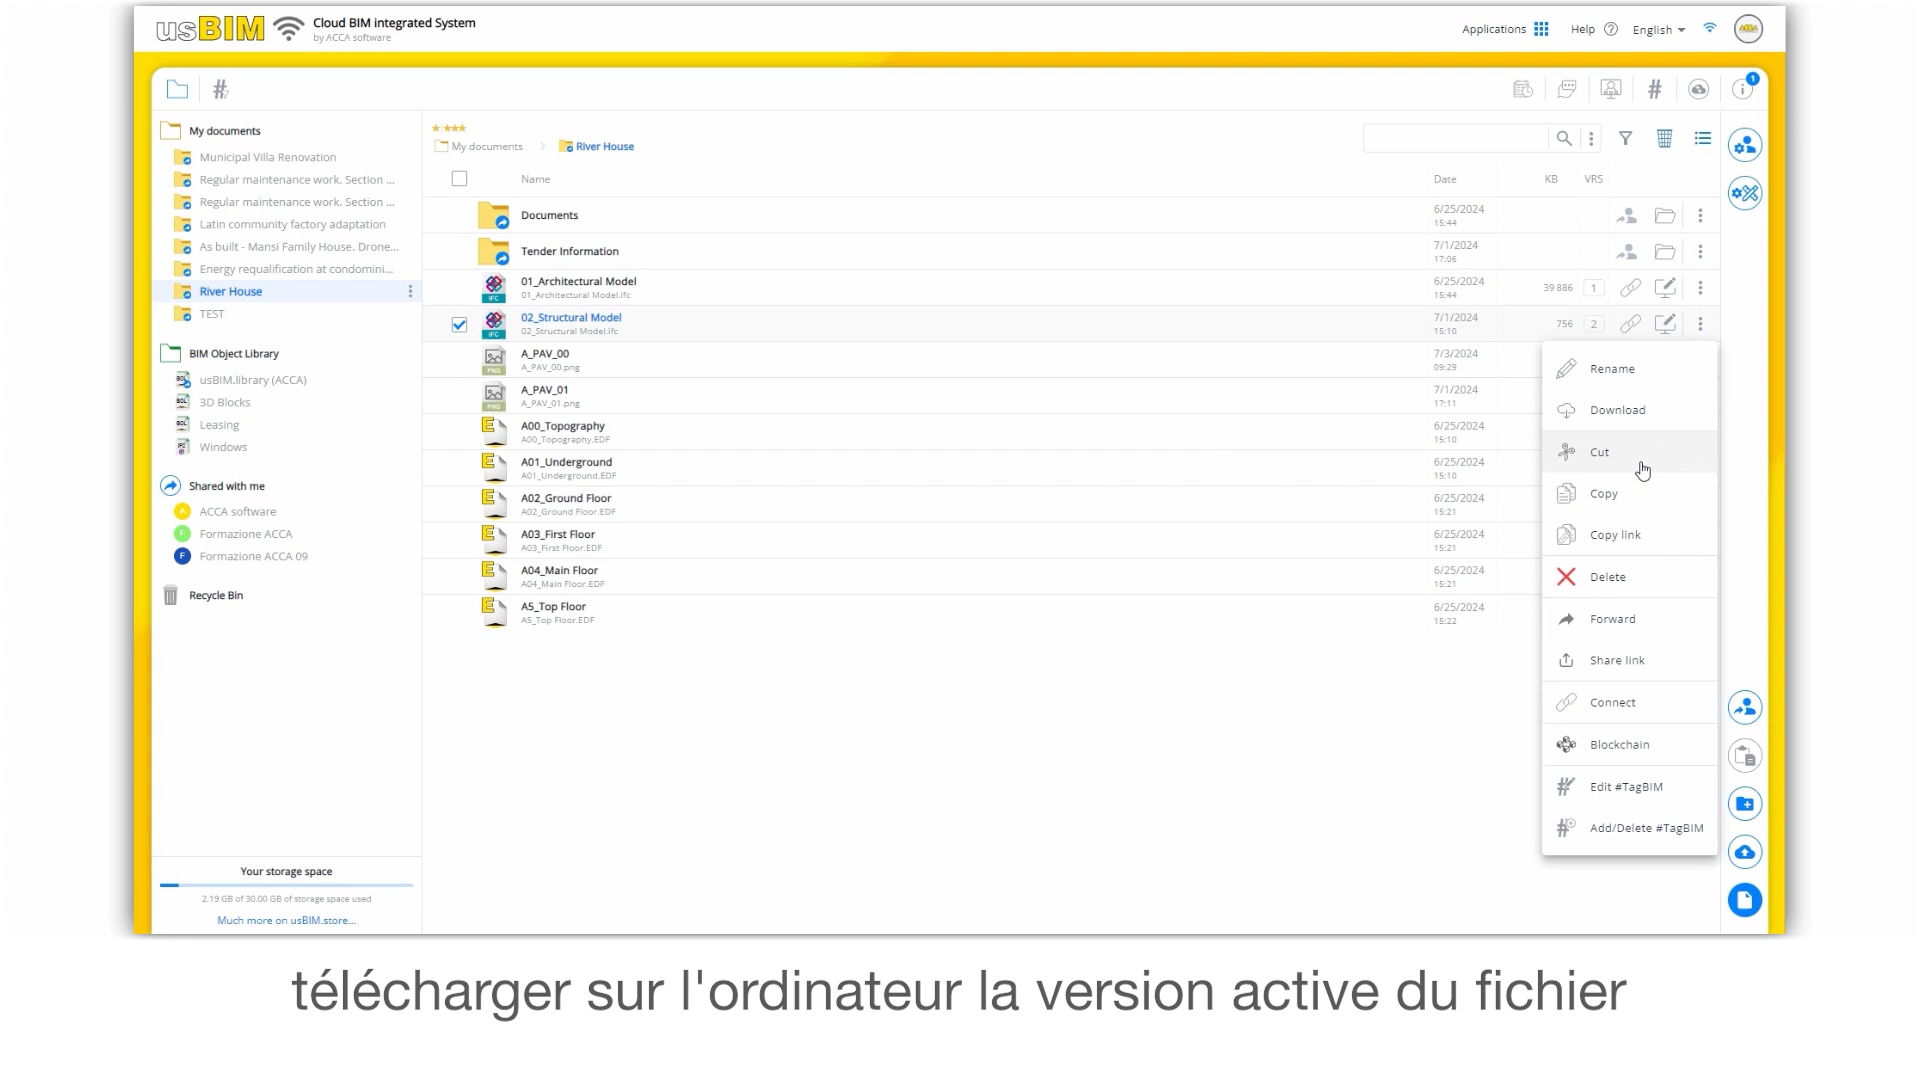 usBIM
Cloud BIM integrated System
by ACCA software
Applications
Help
English
ACCA
1
My documents
Municipal Villa Renovation
Regular maintenance work. Section ...
Regular maintenance work. Section ...
Latin community factory adaptation
As built - Mansi Family House. Drone...
Energy requalification at condomini...
River House
TEST
BIM Object Library
usBIM.library (ACCA)
3D Blocks
Leasing
Windows
Shared with me
A ACCA software
F Formazione ACCA
F Formazione ACCA 09
Recycle Bin
Your storage space
2.19 GB of 30.00 GB of storage space used
Much more on usBIM.store...
My documents > River House
Name Date KB VRS
Documents 6/25/2024
15:44
Tender Information 7/1/2024
17:06
IFC 01_Architectural Model 6/25/2024 39 886 1
01_Architectural Model.ifc 15:44
IFC 02_Structural Model 7/1/2024 756 2
02_Structural Model.ifc 15:10
PNG A_PAV_00 7/3/2024
A_PAV_00.png 09:29
PNG A_PAV_01 7/1/2024
A_PAV_01.png 17:11
E A00_Topography 6/25/2024
A00_Topography.EDF 15:10
E A01_Underground 6/25/2024
A01_Underground.EDF 15:10
E A02_Ground Floor 6/25/2024
A02_Ground Floor.EDF 15:21
E A03_First Floor 6/25/2024
A03_First Floor.EDF 15:21
E A04_Main Floor 6/25/2024
A04_Main Floor.EDF 15:21
E A5_Top Floor 6/25/2024
A5_Top Floor.EDF 15:22
Rename
Download
Cut
Copy
Copy link
Delete
Forward
Share link
Connect
Blockchain
Edit #TagBIM
Add/Delete #TagBIM
télécharger sur l'ordinateur la version active du fichier